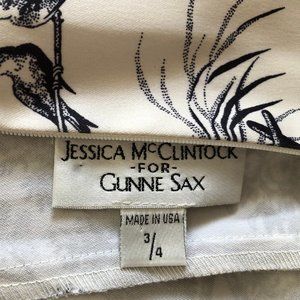 JESSICA MCCLINTOCK
-FOR-
GUNNE SAX
MADE IN USA
3/4